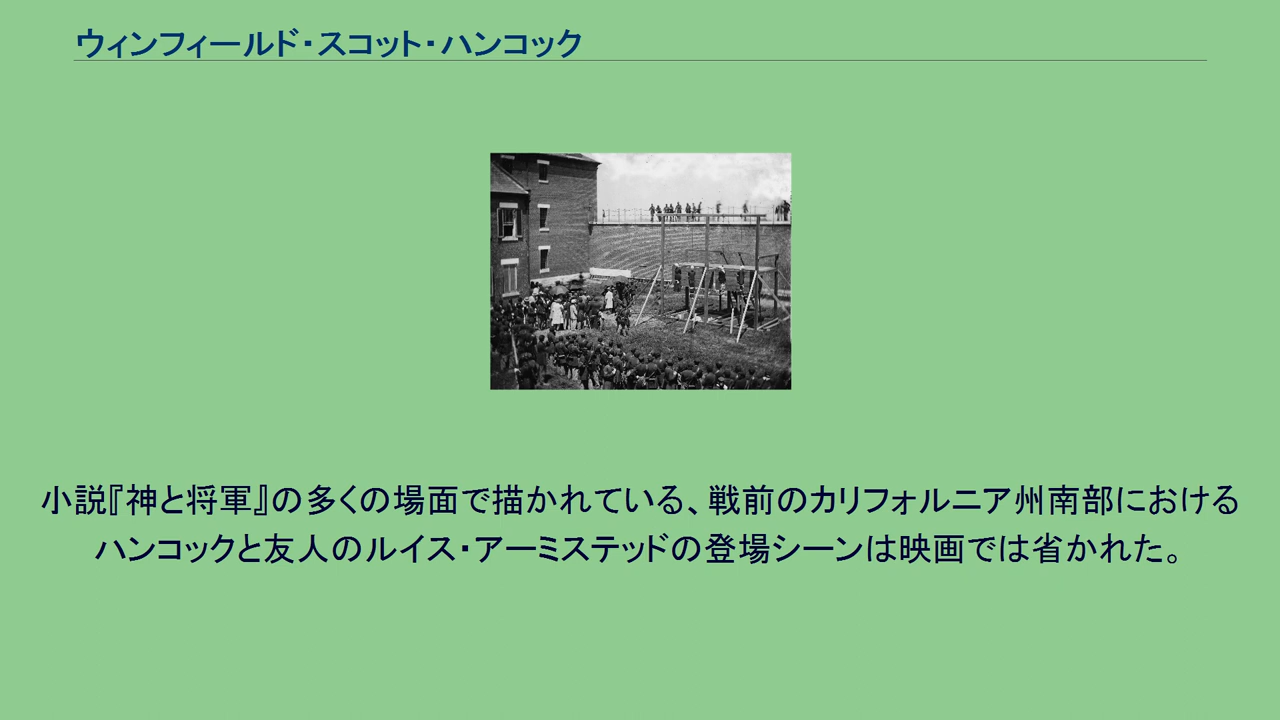 ウィンフィールド・スコット・ハンコック
小説『神と将軍』の多くの場面で描かれている、戦前のカリフォルニア州南部における
ハンコックと友人のルイス・アーミステッドの登場シーンは映画では省かれた。